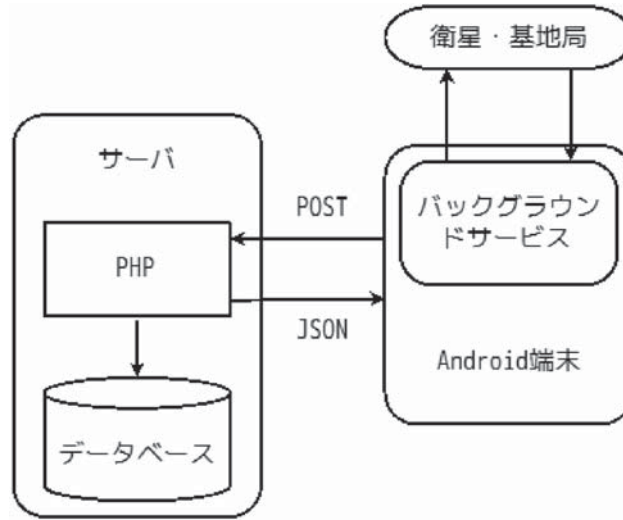 衛星・基地局
サーバ
バックグラウン
ドサービス
POST
PHP
JSON
Android端末
データベース